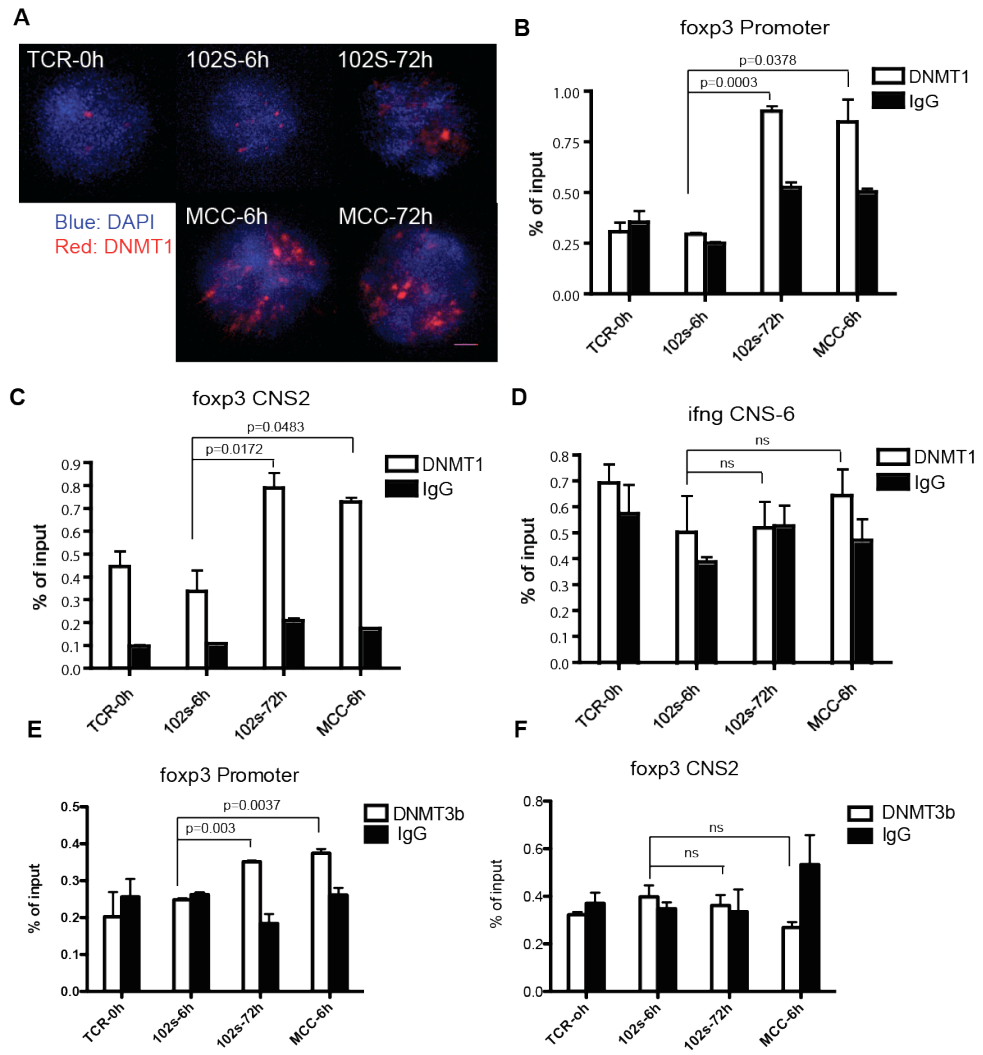 A
TCR-0h
102S-6h
102S-72h
Blue: DAPI
Red: DNMT1
MCC-6h
MCC-72h
B
foxp3 Promoter
p=0.0378
p=0.0003
DNMT1
IgG
% of input
1.00
0.75
0.50
0.25
0.00
TCR-0h
102s-6h
102s-72h
MCC-6h
C
foxp3 CNS2
p=0.0483
p=0.0172
DNMT1
IgG
% of input
0.9
0.8
0.7
0.6
0.5
0.4
0.3
0.2
0.1
0.0
TCR-0h
102s-6h
102s-72h
MCC-6h
D
ifng CNS-6
ns
ns
DNMT1
IgG
% of input
0.8
0.7
0.6
0.5
0.4
0.3
0.2
0.1
0.0
TCR-0h
102s-6h
102s-72h
MCC-6h
E
foxp3 Promoter
p=0.0037
p=0.003
DNMT3b
IgG
% of input
0.5
0.4
0.3
0.2
0.1
0.0
TCR-0h
102s-6h
102s-72h
MCC-6h
F
foxp3 CNS2
ns
ns
DNMT3b
IgG
% of input
0.8
0.6
0.4
0.2
0.0
TCR-oh
102s-6h
102s-72h
MCC-6h